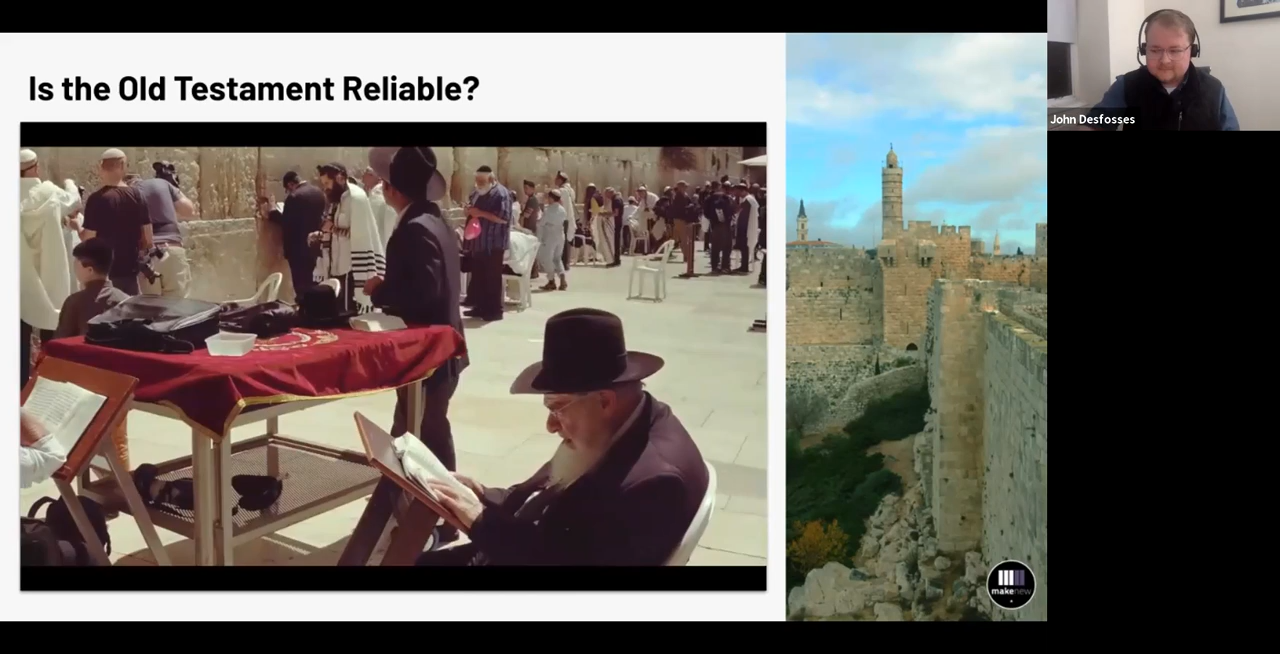 Is the Old Testament Reliable?
John Desfosses
makenew